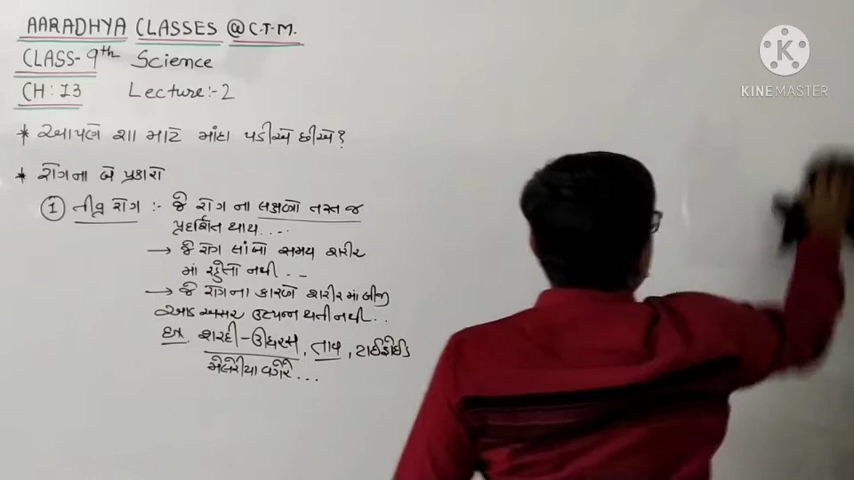 AARADHYA CLASSES @ C.T.M.
CLASS- 9th Science
CH: 13 Lecture:-2
* આપણે શા માટે માંદા પડીએ છીએ?
* રોગના બે પ્રકારો
① તીવ્ર રોગ :- જે રોગ ના લક્ષણો તરત જ
પ્રદર્શિત થાય....
→ જે રોગ લાંબો સમય શરીર
માં રહેતો નથી...
→ જે રોગના કારણે શરીરમાં બીજી
આડ અસર ઉત્પન્ન થતી નથી..
દા.ત. શરદી-ઉધરસ, તાવ, ટાઈફોઈડ
મેલેરીયા વગેરે...
K
KINEMASTER